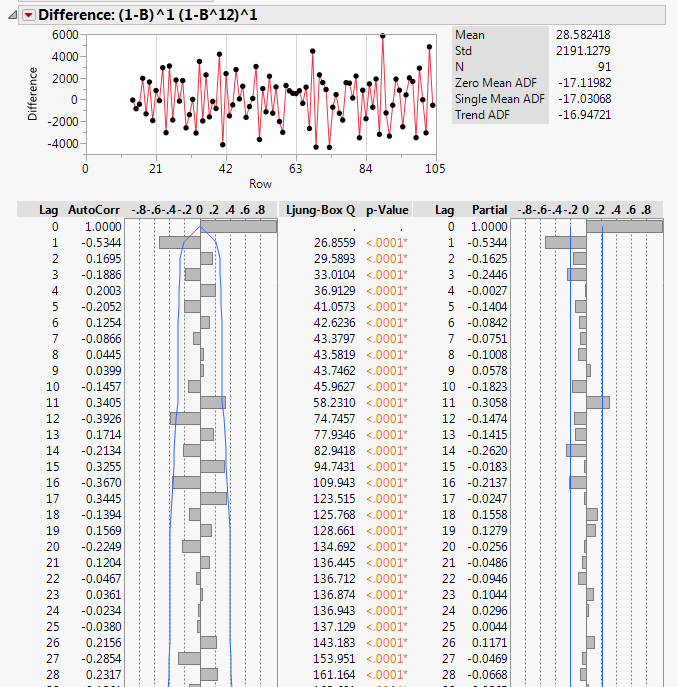 Difference: (1-B)^1 (1-B^12)^1
Difference
6000
4000
2000
0
-2000
-4000
0 21 42 63 84 105
Row
Mean 28.582418
Std 2191.1279
N 91
Zero Mean ADF -17.11982
Single Mean ADF -17.03068
Trend ADF -16.94721
Lag AutoCorr -.8-.6-.4-.2 0 .2 .4 .6 .8 Ljung-Box Q p-Value Lag Partial -.8-.6-.4-.2 0 .2 .4 .6 .8
0 1.0000 . . 0 1.0000
1 -0.5344 26.8559 <.0001* 1 -0.5344
2 0.1695 29.5893 <.0001* 2 -0.1625
3 -0.1886 33.0104 <.0001* 3 -0.2446
4 0.2003 36.9129 <.0001* 4 -0.0027
5 -0.2052 41.0573 <.0001* 5 -0.1404
6 0.1254 42.6236 <.0001* 6 -0.0842
7 -0.0866 43.3797 <.0001* 7 -0.0751
8 0.0445 43.5819 <.0001* 8 -0.1008
9 0.0399 43.7462 <.0001* 9 0.0578
10 -0.1457 45.9627 <.0001* 10 -0.1823
11 0.3405 58.2310 <.0001* 11 0.3058
12 -0.3926 74.7457 <.0001* 12 -0.1474
13 0.1714 77.9346 <.0001* 13 -0.1415
14 -0.2134 82.9418 <.0001* 14 -0.2620
15 0.3255 94.7431 <.0001* 15 -0.0183
16 -0.3670 109.943 <.0001* 16 -0.2137
17 0.3445 123.515 <.0001* 17 -0.0247
18 -0.1394 125.768 <.0001* 18 0.1558
19 0.1569 128.661 <.0001* 19 0.1279
20 -0.2249 134.692 <.0001* 20 -0.0256
21 0.1204 136.445 <.0001* 21 -0.0486
22 -0.0467 136.712 <.0001* 22 -0.0946
23 0.0361 136.874 <.0001* 23 0.1044
24 -0.0234 136.943 <.0001* 24 0.0296
25 -0.0380 137.129 <.0001* 25 0.0044
26 0.2156 143.183 <.0001* 26 0.1171
27 -0.2854 153.951 <.0001* 27 -0.0469
28 0.2317 161.164 <.0001* 28 -0.0668